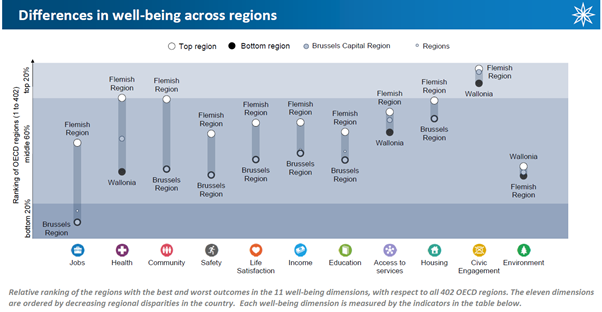 Differences in well-being across regions
Top region
Bottom region
Brussels Capital Region
Regions
Ranking of OECD regions (1 to 402)
top 20%
middle 60%
bottom 20%
Flemish
Region
Brussels
Region
Flemish
Region
Wallonia
Flemish
Region
Brussels
Region
Flemish
Region
Brussels
Region
Flemish
Region
Brussels
Region
Flemish
Region
Brussels
Region
Flemish
Region
Brussels
Region
Flemish
Region
Wallonia
Flemish
Region
Brussels
Region
Flemish
Region
Wallonia
Wallonia
Flemish
Region
Jobs
Health
Community
Safety
Life
Satisfaction
Income
Education
Access to
services
Housing
Civic
Engagement
Environment
Relative ranking of the regions with the best and worst outcomes in the 11 well-being dimensions, with respect to all 402 OECD regions. The eleven dimensions
are ordered by decreasing regional disparities in the country. Each well-being dimension is measured by the indicators in the table below.